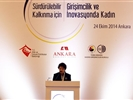 Sürdürülebilir
Kalkınma için
Girişimcilik ve
İnovasyonda Kadın
24 Ekim 2014 Ankara
ANKARA